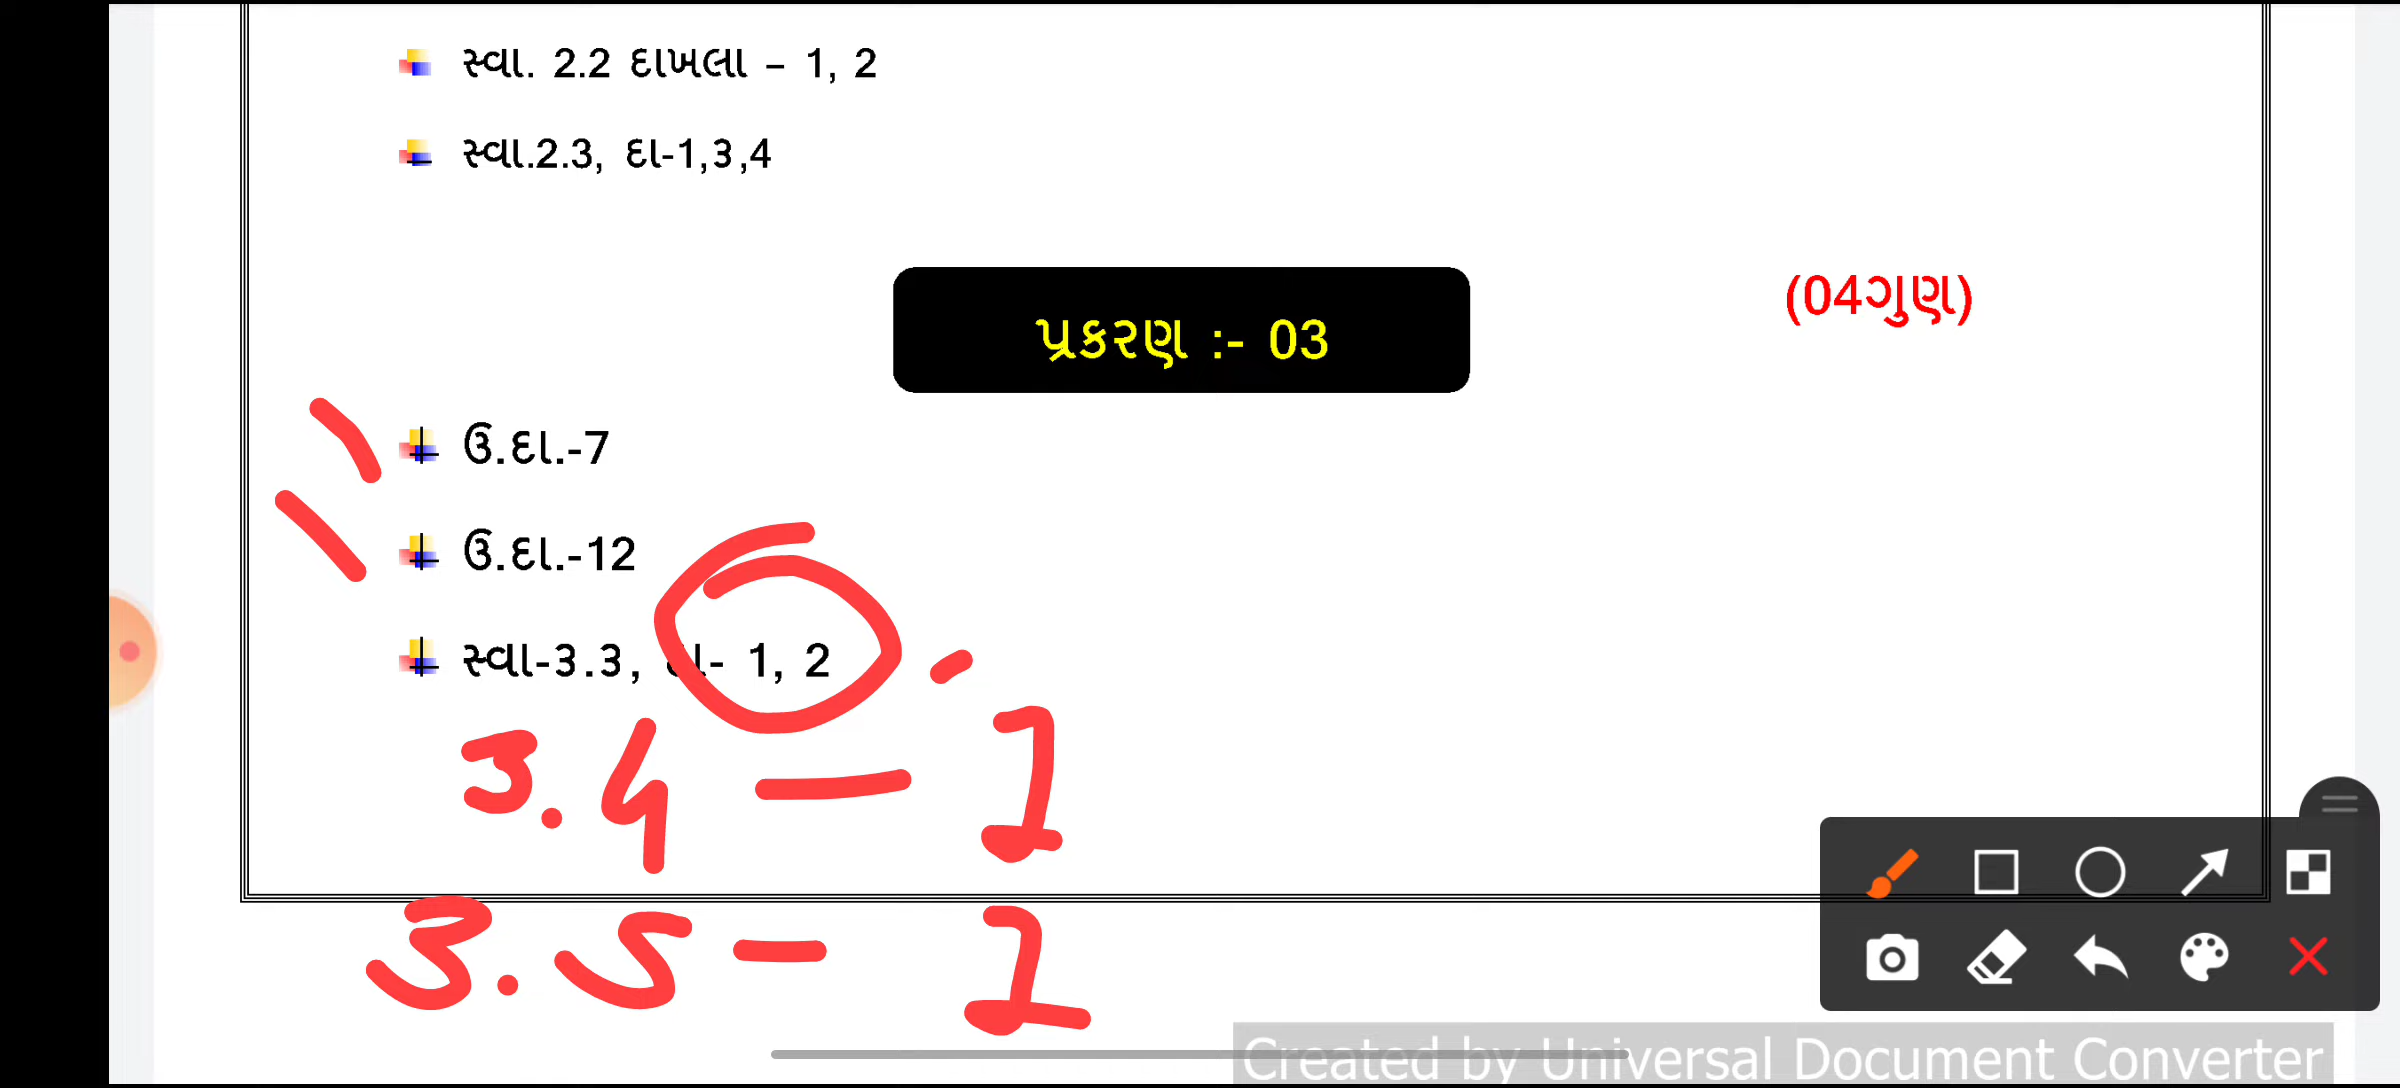 સ્વા. 2.2 દાખલા – 1, 2
સ્વા.2.3, દા-1,3,4
(04ગુણ)
પ્રકરણ :- 03
ઉ.દા.-7
ઉ.દા.-12
સ્વા-3.3, દા- 1, 2
3.4 – 1
3.5 – 1
Created by Universal Document Converter